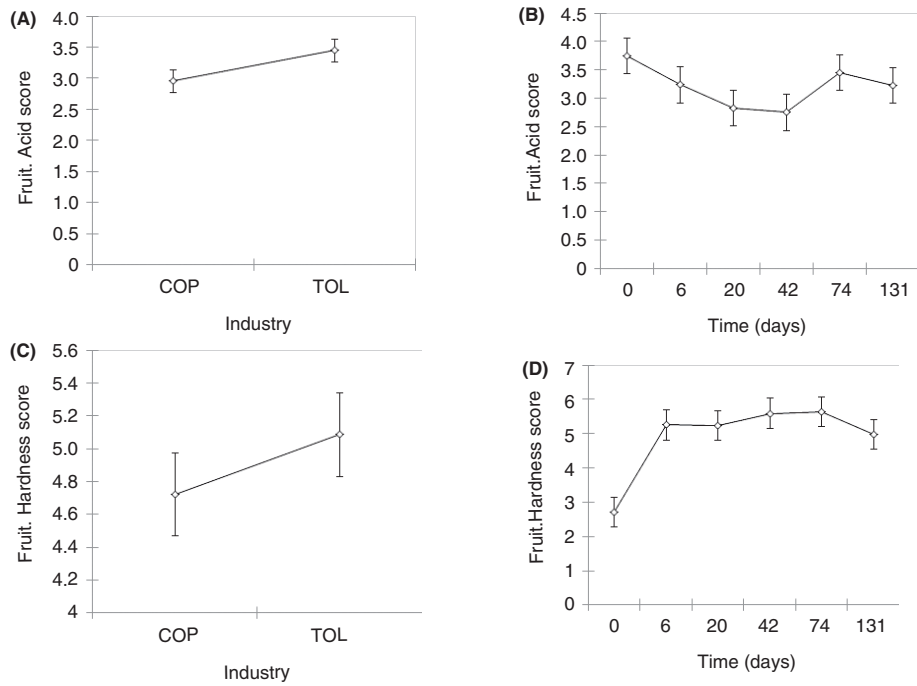 (A)
4.0
3.5
3.0
2.5
2.0
1.5
1.0
0.5
0
Fruit. Acid score
COP TOL
Industry
(B)
4.5
4.0
3.5
3.0
2.5
2.0
1.5
1.0
0.5
0
Fruit.Acid score
0 6 20 42 74 131
Time (days)
(C)
5.6
5.4
5.2
5.0
4.8
4.6
4.4
4.2
4
Fruit. Hardness score
COP TOL
Industry
(D)
7
6
5
4
3
2
1
0
Fruit.Hardness score
0 6 20 42 74 131
Time (days)